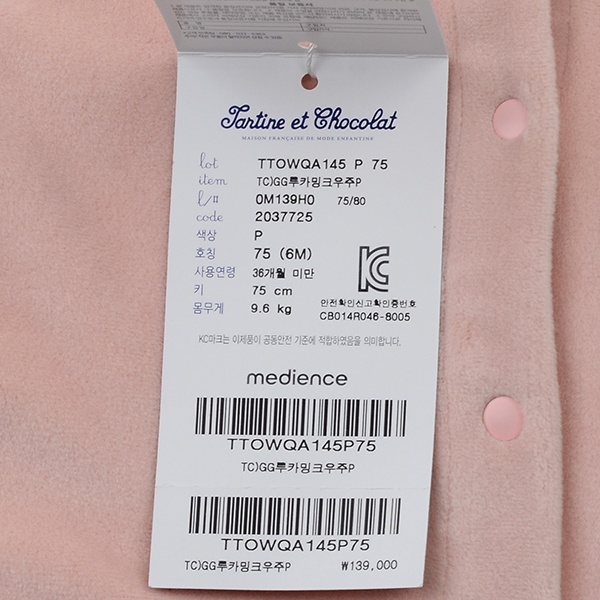 Tartine et Chocolat
MAISON FRANÇAISE DE MODE ENFANTINE
lot TTOWQA145 P 75
item TC)GG루카밍크우주P
l/# 0M139H0 75/80
code 2037725
색상 P
호칭 75 (6M)
사용연령 36개월 미만
키 75 cm
몸무게 9.6 kg
안전확인신고확인증번호
CB014R046-8005
KC마크는 이제품이 공통안전 기준에 적합하였음을 의미합니다.
medience
TTOWQA145P75
TC)GG루카밍크우주P
TTOWQA145P75
TC)GG루카밍크우주P ₩139,000